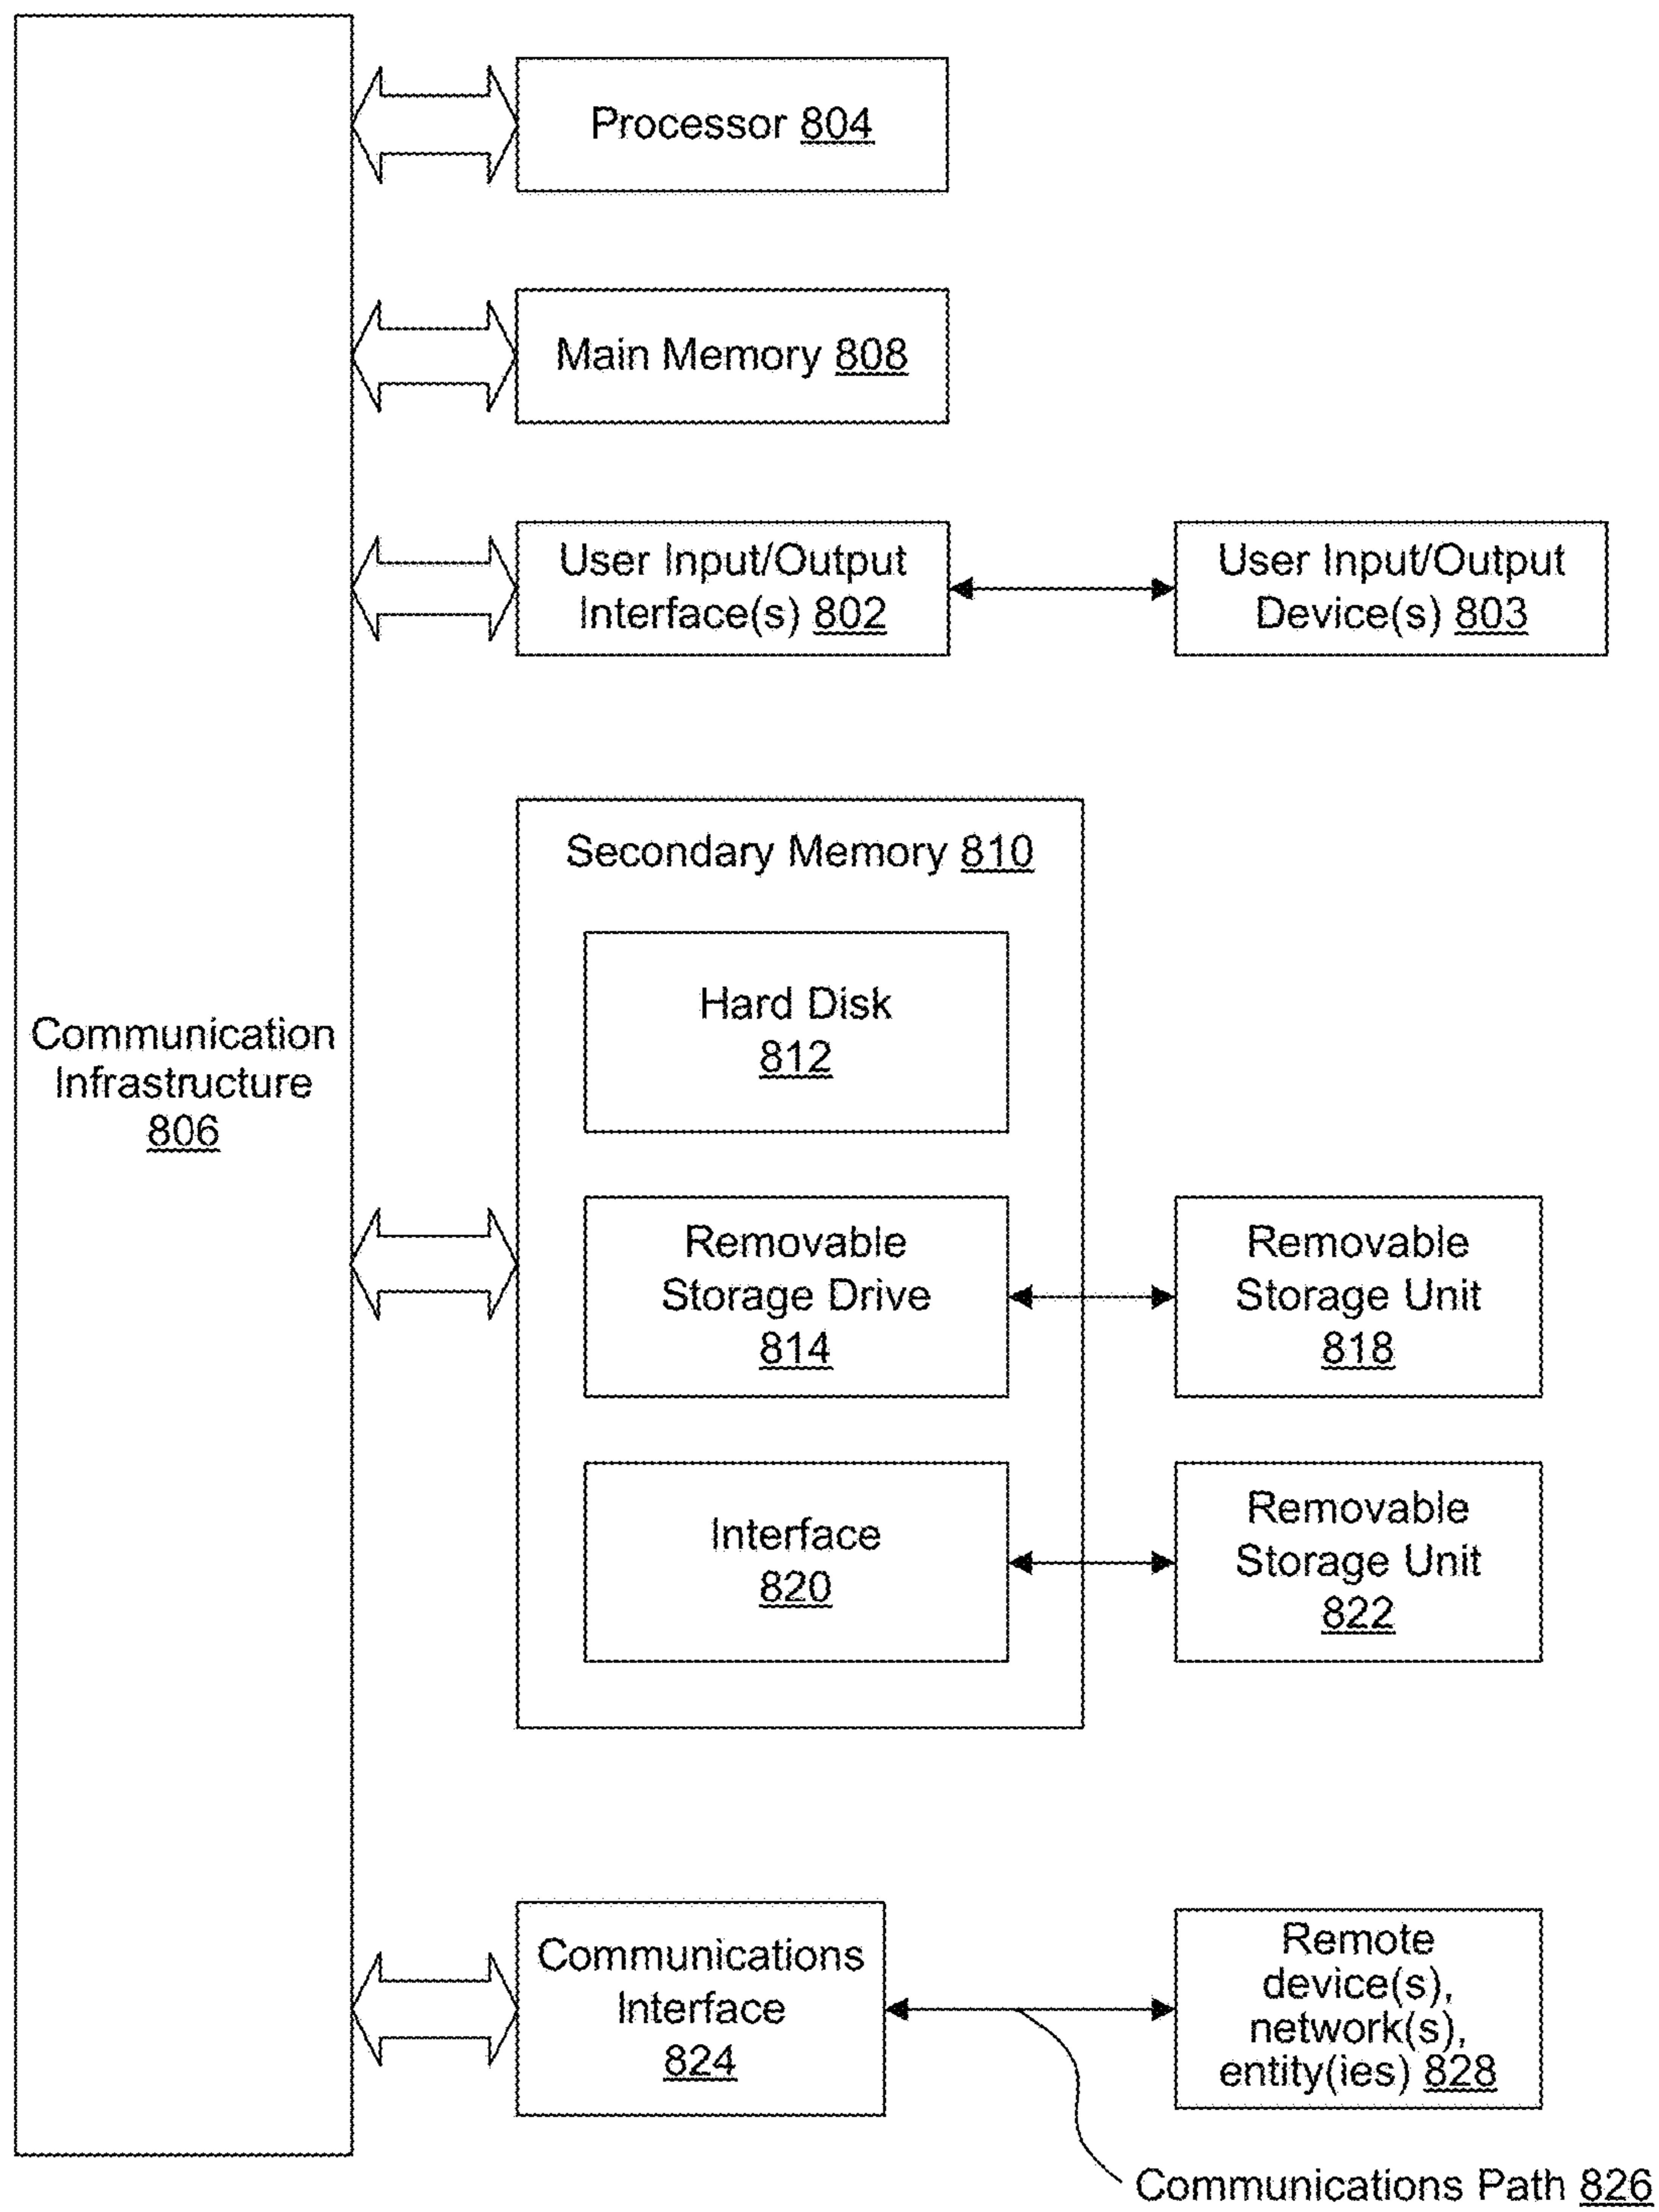 Processor 804
Main Memory 808
User Input/Output
Interface(s) 802
User Input/Output
Device(s) 803
Communication
Infrastructure
806
Secondary Memory 810
Hard Disk
812
Removable
Storage Drive
814
Removable
Storage Unit
818
Interface
820
Removable
Storage Unit
822
Communications
Interface
824
Remote
device(s),
network(s),
entity(ies) 828
Communications Path 826